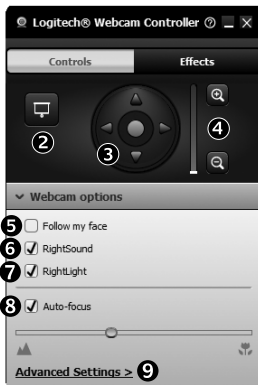 Logitech® Webcam Controller
Controls Effects
2
3
4
Webcam options
5 Follow my face
6 RightSound
7 RightLight
8 Auto-focus
Advanced Settings > 9